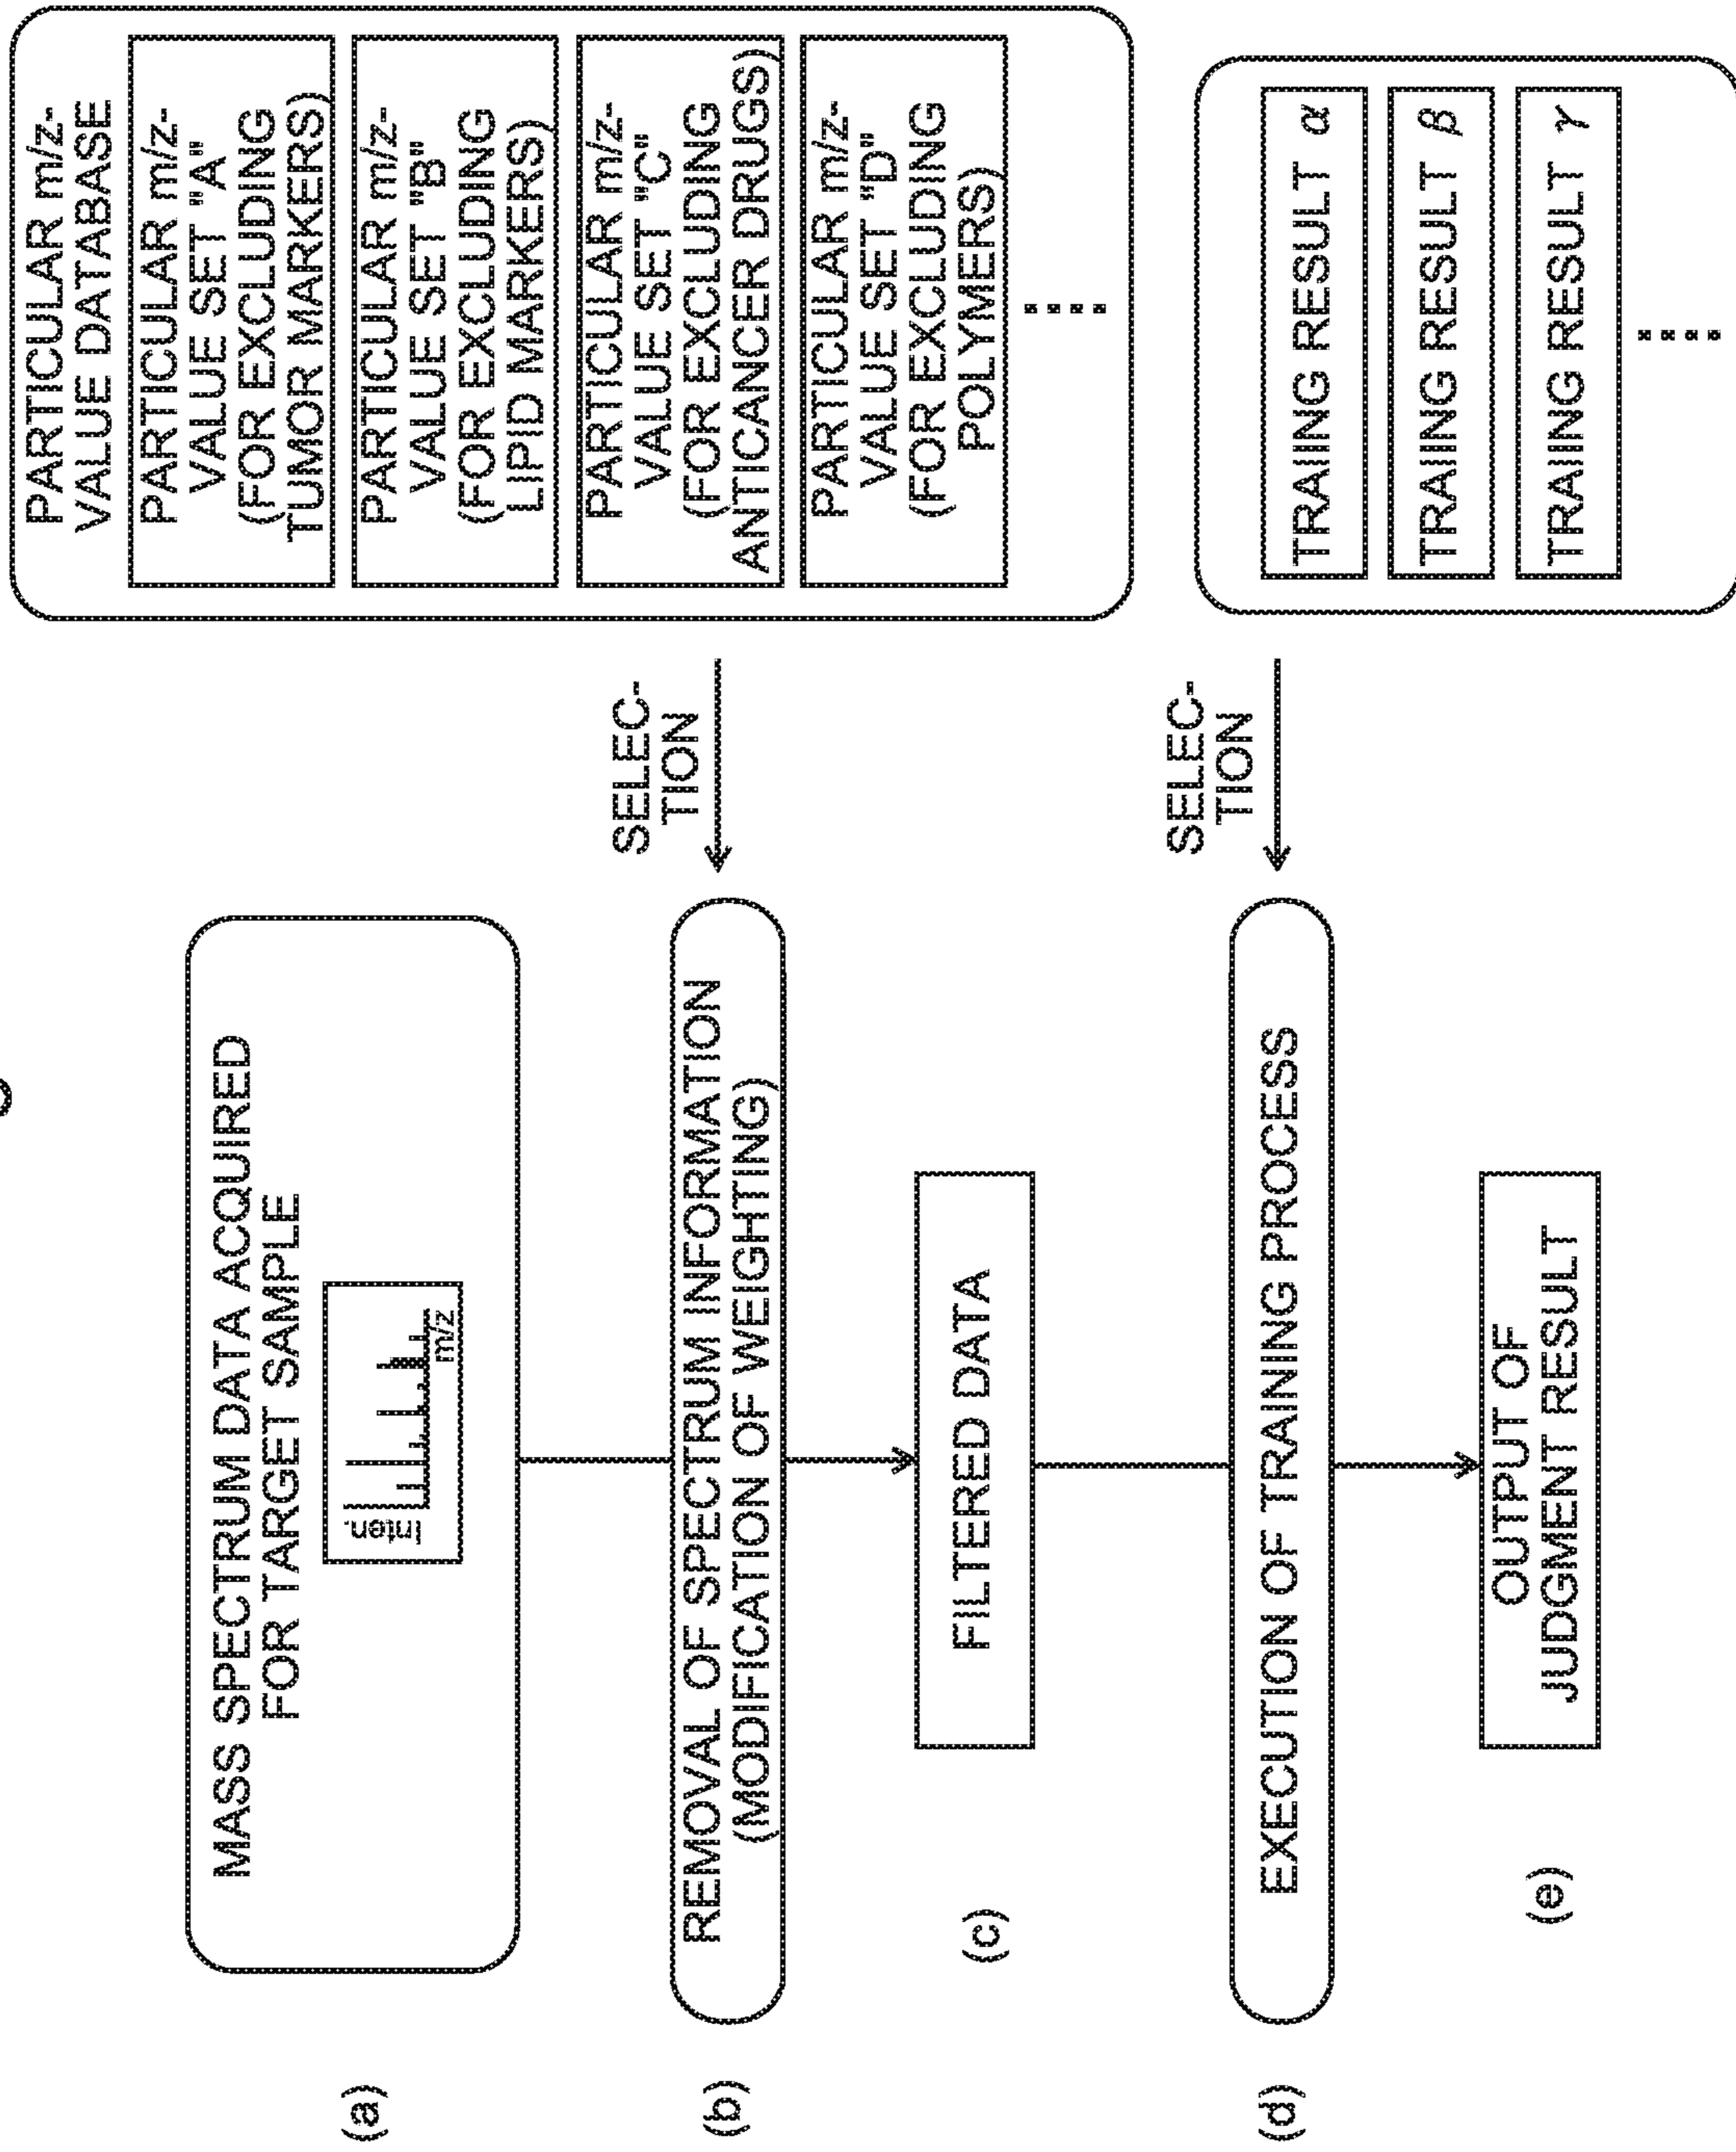 (a)
MASS SPECTRUM DATA ACQUIRED
FOR TARGET SAMPLE
Inten.
m/z
(b)
REMOVAL OF SPECTRUM INFORMATION
(MODIFICATION OF WEIGHTING)
SELEC-
TION
PARTICULAR m/z-
VALUE DATABASE
PARTICULAR m/z-
VALUE SET "A"
(FOR EXCLUDING
TUMOR MARKERS)
PARTICULAR m/z-
VALUE SET "B"
(FOR EXCLUDING
LIPID MARKERS)
PARTICULAR m/z-
VALUE SET "C"
(FOR EXCLUDING
ANTICANCER DRUGS)
PARTICULAR m/z-
VALUE SET "D"
(FOR EXCLUDING
POLYMERS)
(c)
FILTERED DATA
(d)
EXECUTION OF TRAINING PROCESS
SELEC-
TION
TRAIING RESULT α
TRAIING RESULT β
TRAIING RESULT γ
(e)
OUTPUT OF
JUDGMENT RESULT